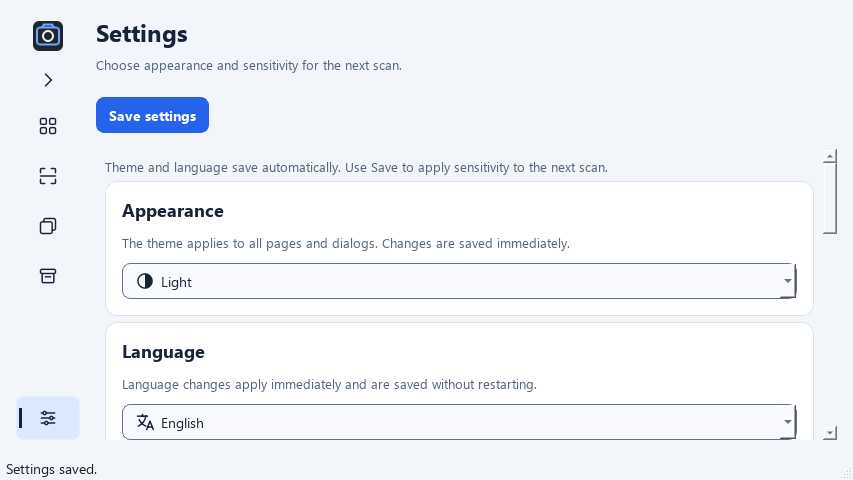 Settings
Choose appearance and sensitivity for the next scan.
Save settings
Theme and language save automatically. Use Save to apply sensitivity to the next scan.
Appearance
The theme applies to all pages and dialogs. Changes are saved immediately.
Light
Language
Language changes apply immediately and are saved without restarting.
English
Settings saved.